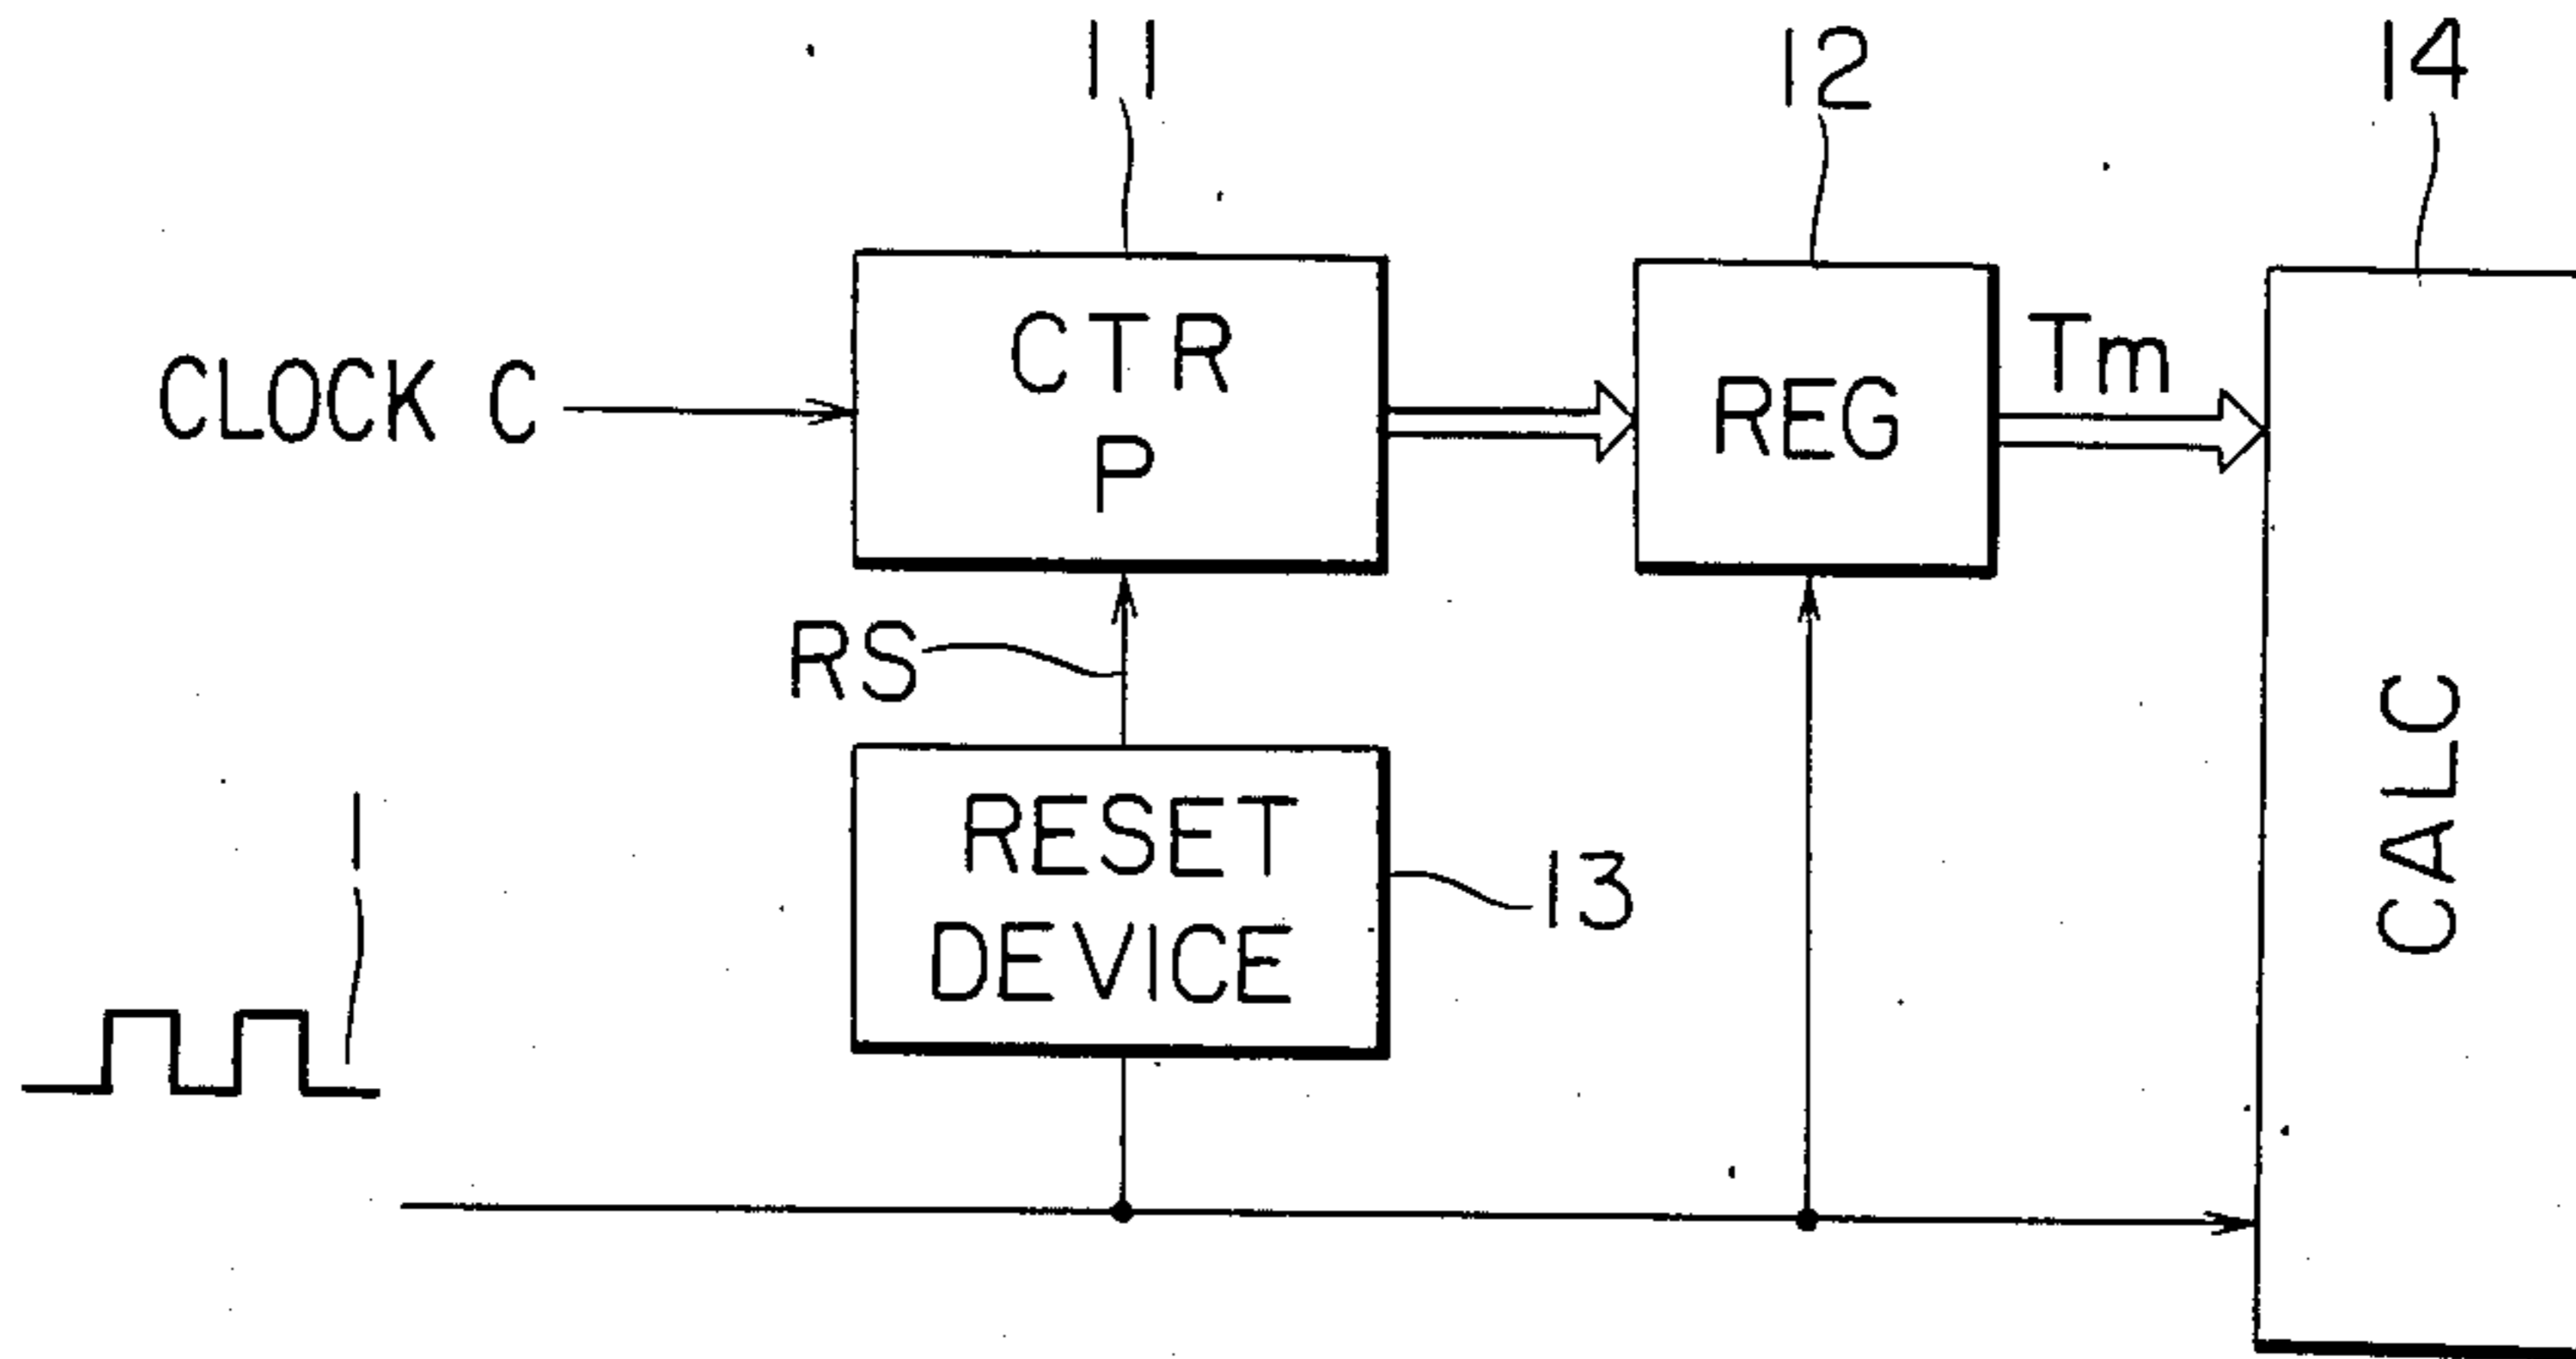 11
12
14
CTR
P
CLOCK C
REG
Tm
RS
RESET
DEVICE
13
1
CALC